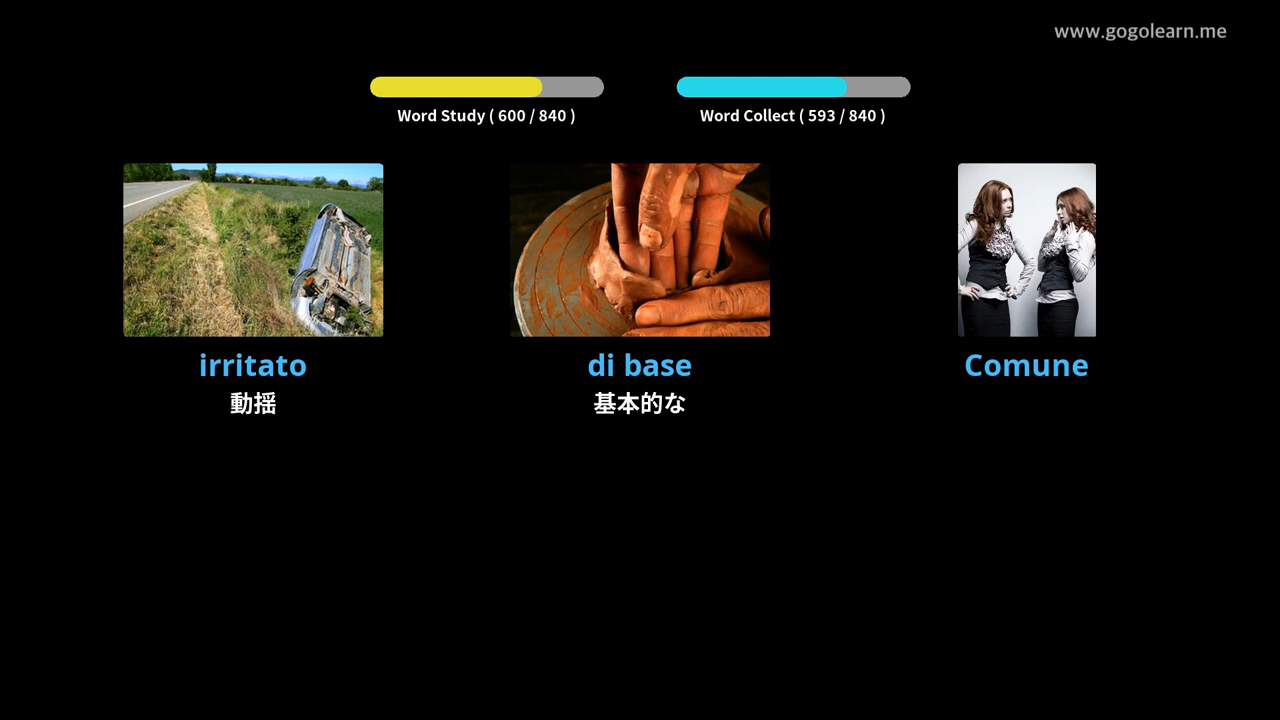 www.gogolearn.me
Word Study ( 600 / 840 )
Word Collect ( 593 / 840 )
irritato
動揺
di base
基本的な
Comune